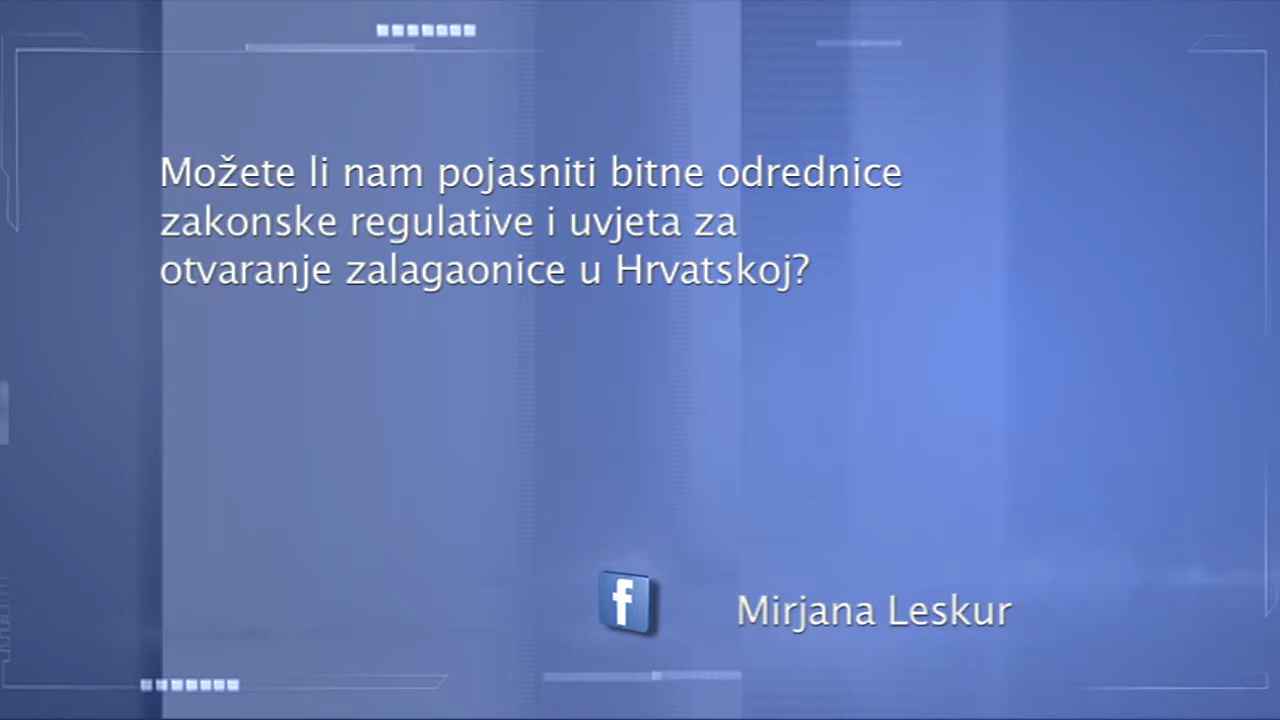 Možete li nam pojasniti bitne odrednice
zakonske regulative i uvjeta za
otvaranje zalagaonice u Hrvatskoj?
f
Mirjana Leskur